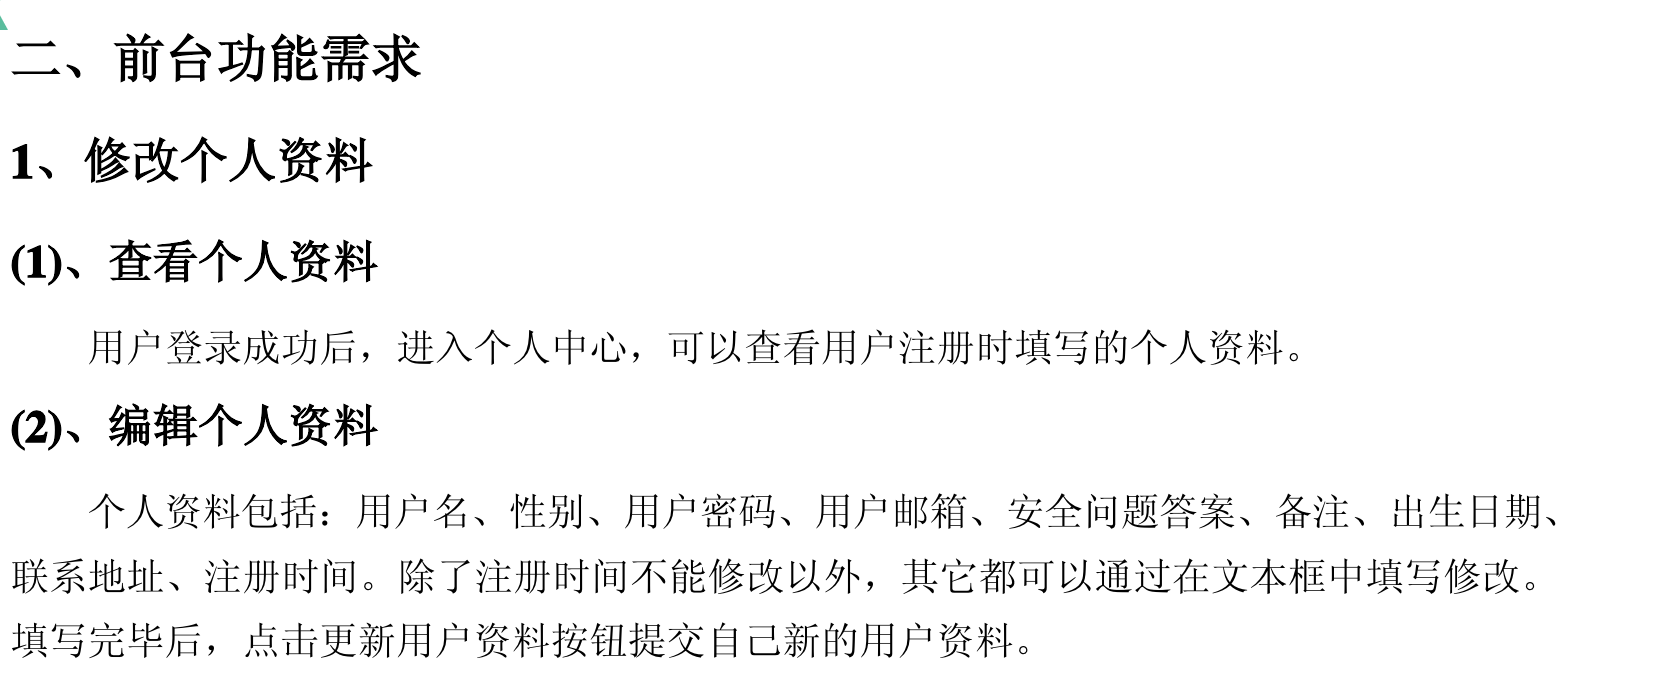 二、前台功能需求
1、修改个人资料
(1)、查看个人资料
用户登录成功后，进入个人中心，可以查看用户注册时填写的个人资料。
(2)、编辑个人资料
个人资料包括：用户名、性别、用户密码、用户邮箱、安全问题答案、备注、出生日期、
联系地址、注册时间。除了注册时间不能修改以外，其它都可以通过在文本框中填写修改。
填写完毕后，点击更新用户资料按钮提交自己新的用户资料。